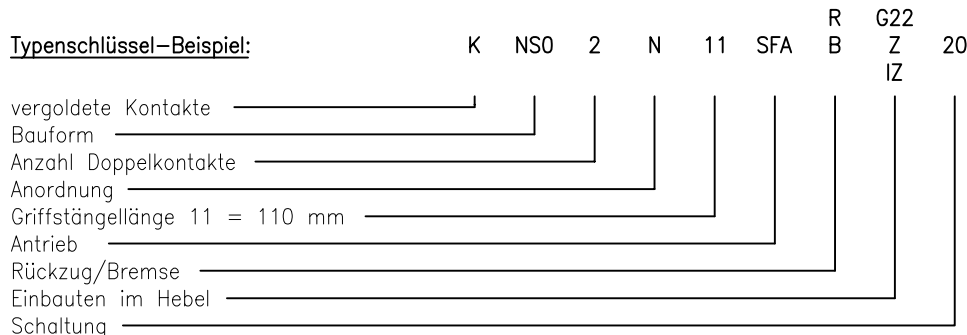 R G22
Typenschlüssel-Beispiel: K NSO 2 N 11 SFA B Z 20
IZ
vergoldete Kontakte
Bauform
Anzahl Doppelkontakte
Anordnung
Griffstängellänge 11 = 110 mm
Antrieb
Rückzug/Bremse
Einbauten im Hebel
Schaltung